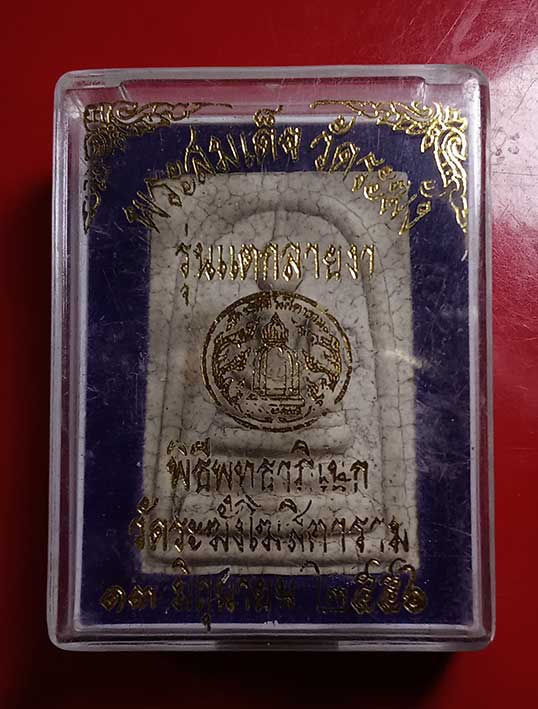 พระสมเด็จ วัดระฆัง
รุ่นแตกลายงา
พิธีพุทธาภิเษก
วัดระฆังโฆสิตาราม
๑๓ มิถุนายน ๒๕๕๖